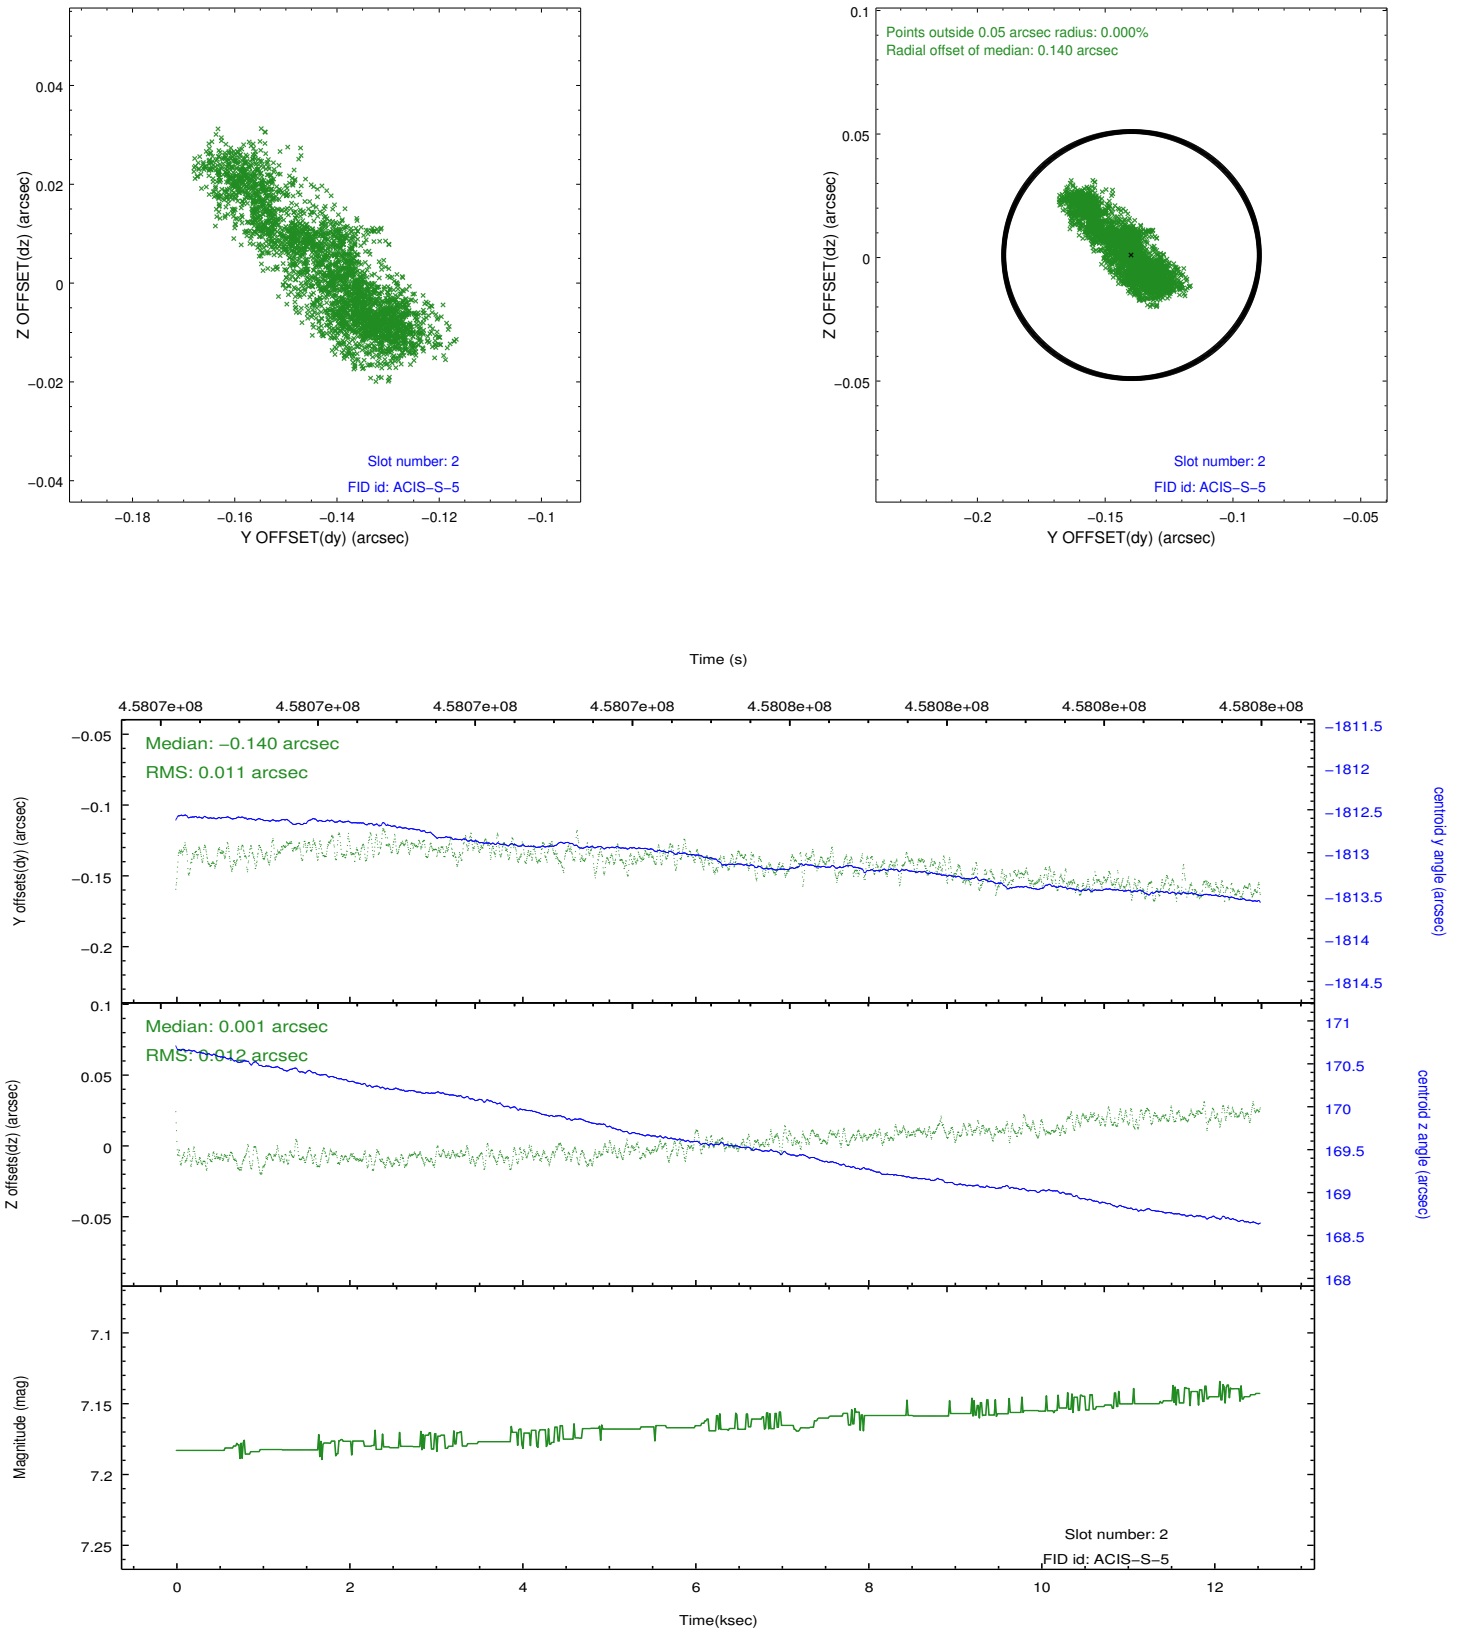 0.04
0.02
0
−0.02
−0.04
Z OFFSET(dz) (arcsec)
Slot number: 2
FID id: ACIS−S−5
−0.18
−0.16
−0.14
−0.12
−0.1
Y OFFSET(dy) (arcsec)
Points outside 0.05 arcsec radius: 0.000%
Radial offset of median: 0.140 arcsec
0.1
0.05
0
−0.05
Z OFFSET(dz) (arcsec)
Slot number: 2
FID id: ACIS−S−5
−0.2
−0.15
−0.1
−0.05
Y OFFSET(dy) (arcsec)
Time (s)
4.5807e+08
4.5807e+08
4.5807e+08
4.5807e+08
4.5808e+08
4.5808e+08
4.5808e+08
4.5808e+08
Median: −0.140 arcsec
RMS: 0.011 arcsec
−0.05
−0.1
−0.15
−0.2
Y offsets(dy) (arcsec)
−1811.5
−1812
−1812.5
−1813
−1813.5
−1814
−1814.5
centroid y angle (arcsec)
Median: 0.001 arcsec
RMS: 0.012 arcsec
0.1
0.05
0
−0.05
Z offsets(dz) (arcsec)
171
170.5
170
169.5
169
168.5
168
centroid z angle (arcsec)
7.1
7.15
7.2
7.25
Magnitude (mag)
Slot number: 2
FID id: ACIS−S−5
0
2
4
6
8
10
12
Time(ksec)